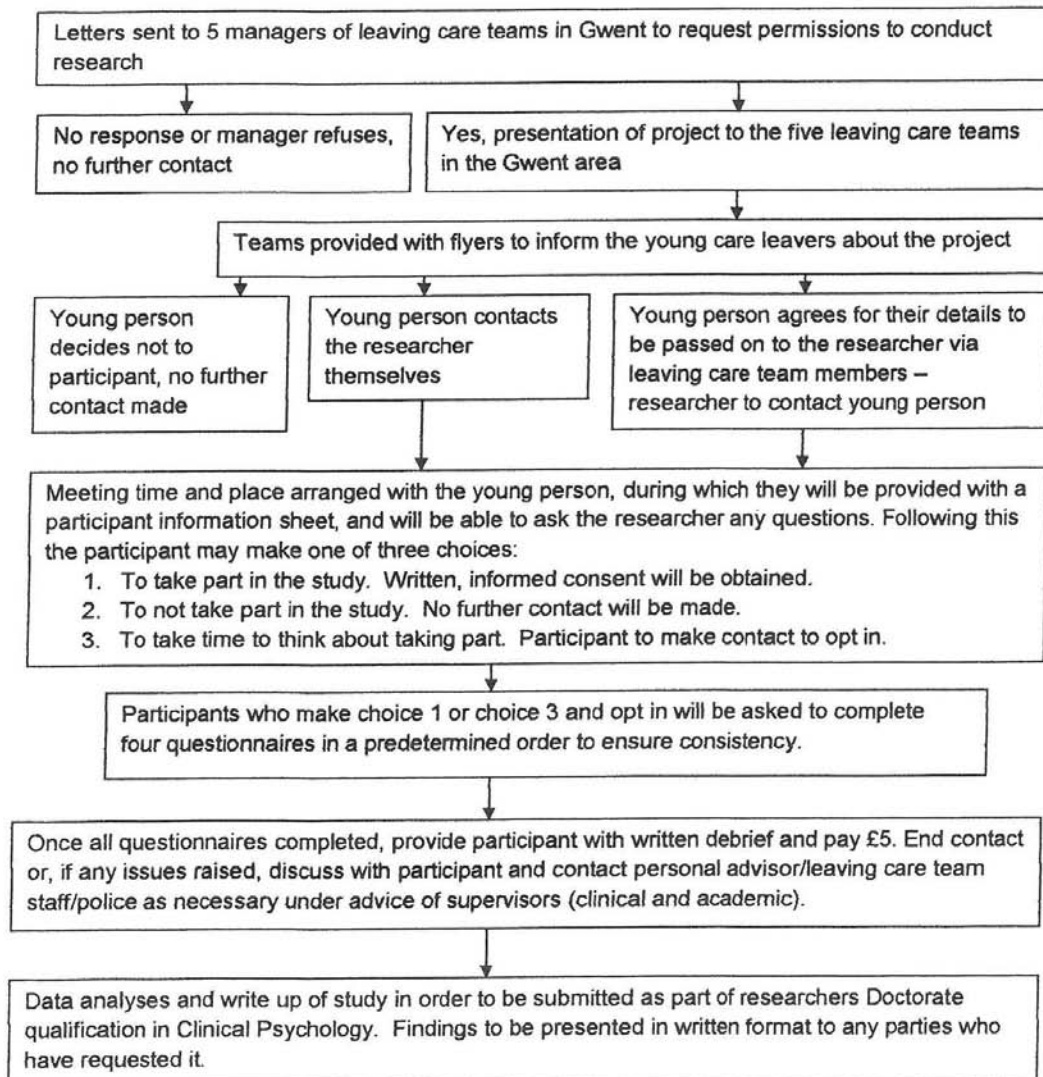 Letters sent to 5 managers of leaving care teams in Gwent to request permissions to conduct
research
No response or manager refuses,
no further contact
Yes, presentation of project to the five leaving care teams
in the Gwent area
Teams provided with flyers to inform the young care leavers about the project
Young person
decides not to
participant, no further
contact made
Young person contacts
the researcher
themselves
Young person agrees for their details to
be passed on to the researcher via
leaving care team members –
researcher to contact young person
Meeting time and place arranged with the young person, during which they will be provided with a
participant information sheet, and will be able to ask the researcher any questions. Following this
the participant may make one of three choices:
1. To take part in the study. Written, informed consent will be obtained.
2. To not take part in the study. No further contact will be made.
3. To take time to think about taking part. Participant to make contact to opt in.
Participants who make choice 1 or choice 3 and opt in will be asked to complete
four questionnaires in a predetermined order to ensure consistency.
Once all questionnaires completed, provide participant with written debrief and pay £5. End contact
or, if any issues raised, discuss with participant and contact personal advisor/leaving care team
staff/police as necessary under advice of supervisors (clinical and academic).
Data analyses and write up of study in order to be submitted as part of researchers Doctorate
qualification in Clinical Psychology. Findings to be presented in written format to any parties who
have requested it.